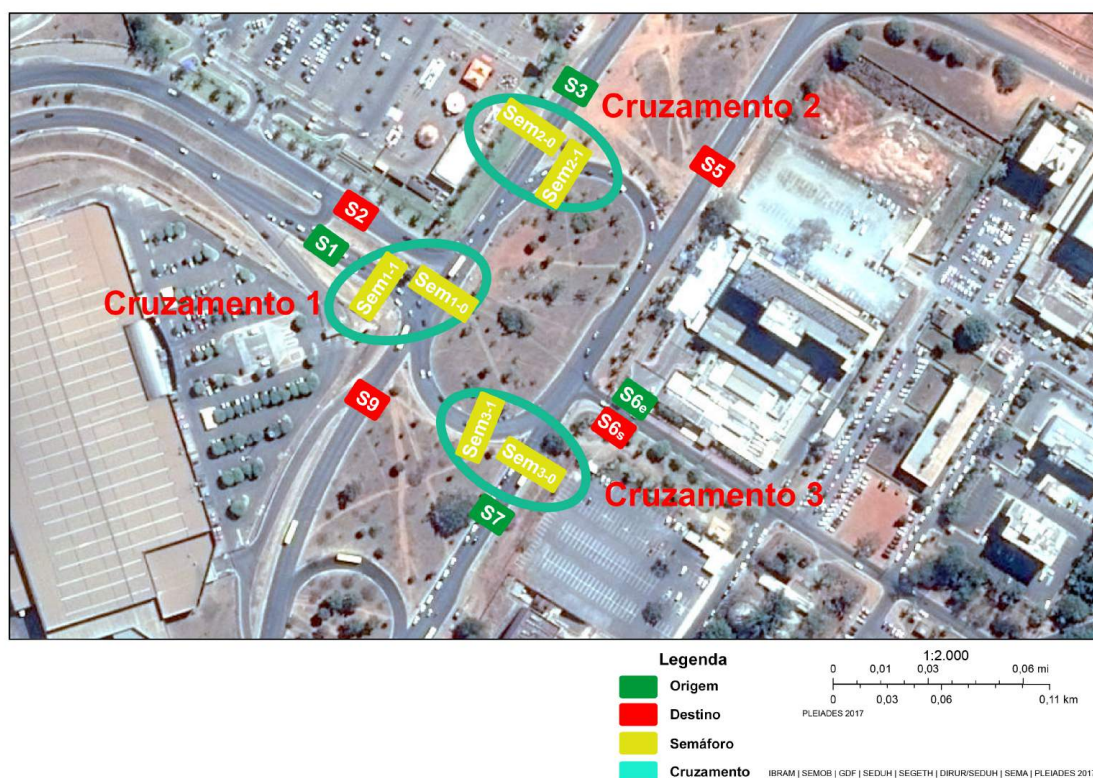 S3
Cruzamento 2
Sem2-0
Sem2-1
S5
S2
S1
Cruzamento 1
Sem1-1
Sem1-0
S9
S6e
S6s
Sem3-1
Sem3-0
Cruzamento 3
S7
Legenda
Origem
Destino
Semáforo
Cruzamento
1:2.000
0 0,01 0,03 0,06 mi
0 0,03 0,06 0,11 km
PLEIADES 2017
IBRAM | SEMOB | GDF | SEDUH | SEGETH | DIRUR/SEDUH | SEMA | PLEIADES 2017